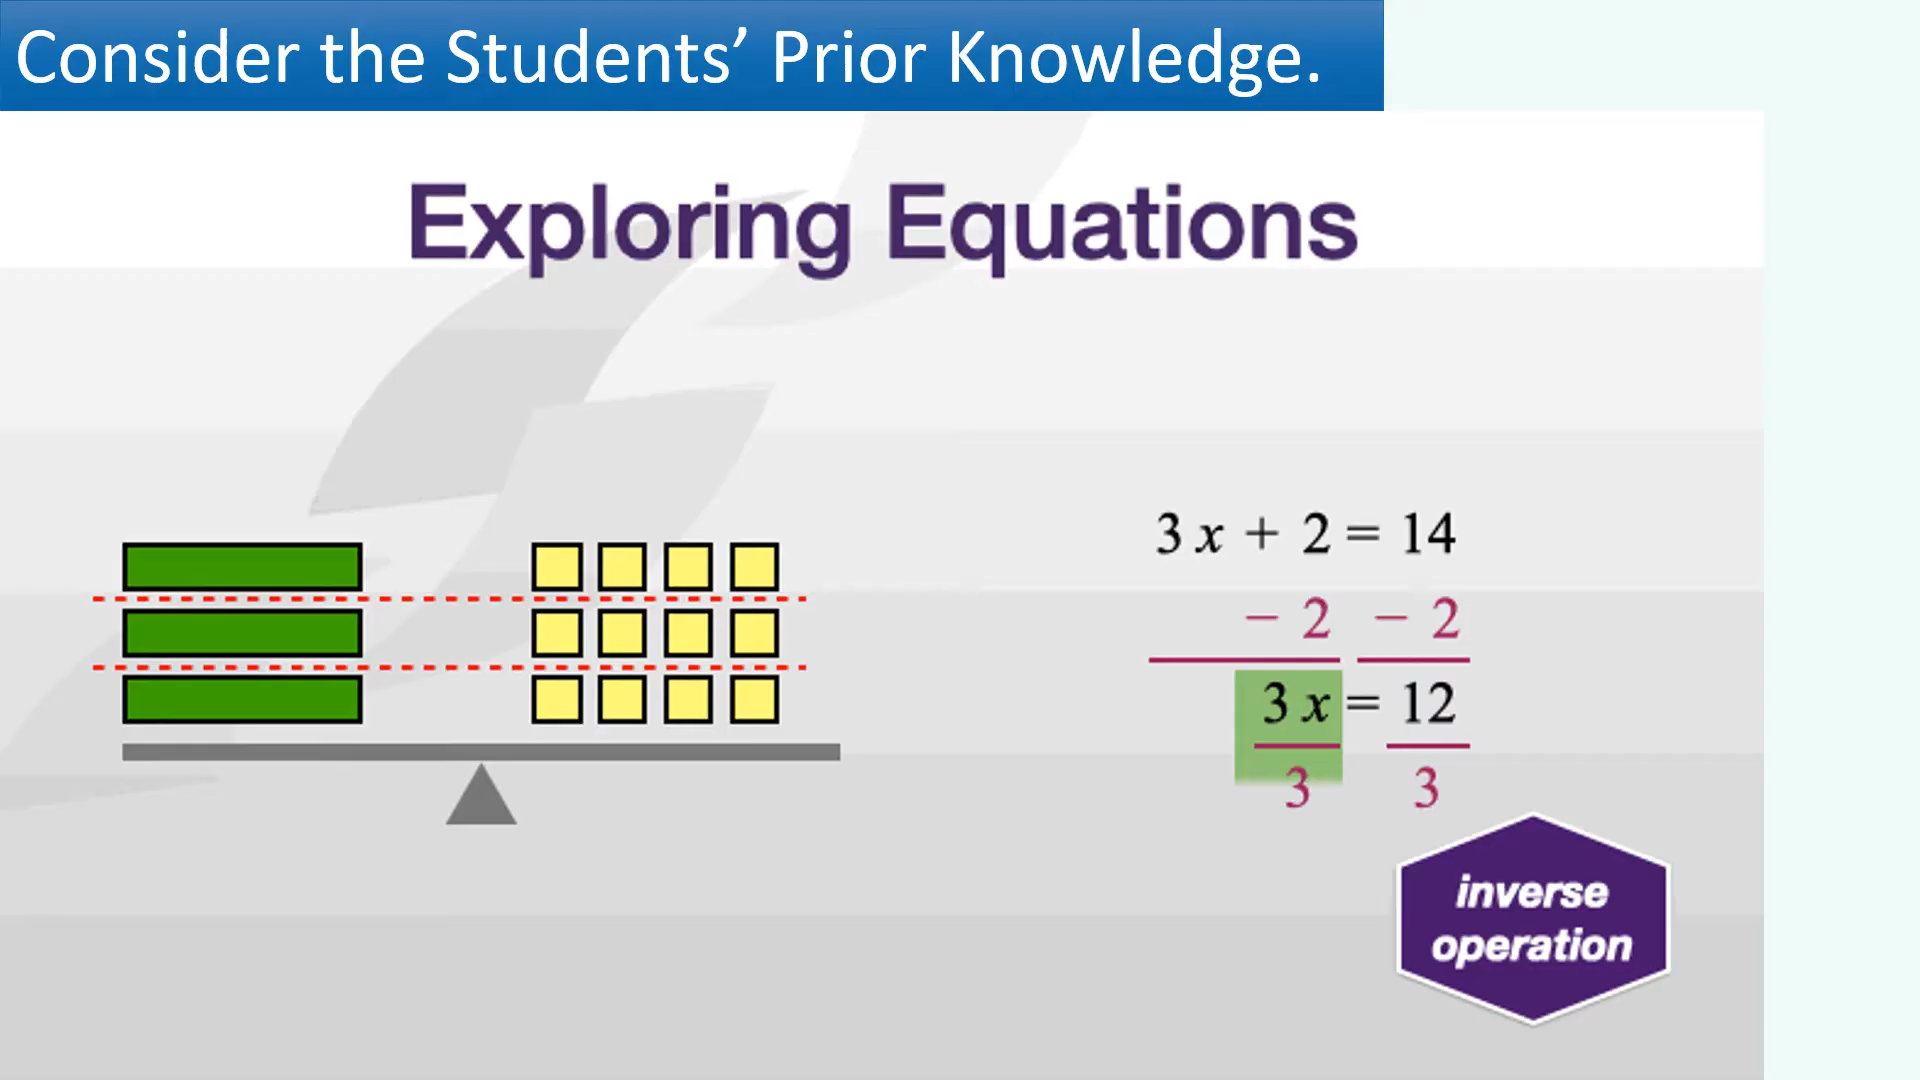 Consider the Students’ Prior Knowledge.
Exploring Equations
3x + 2 = 14
− 2 − 2
3x = 12
3 3
inverse
operation